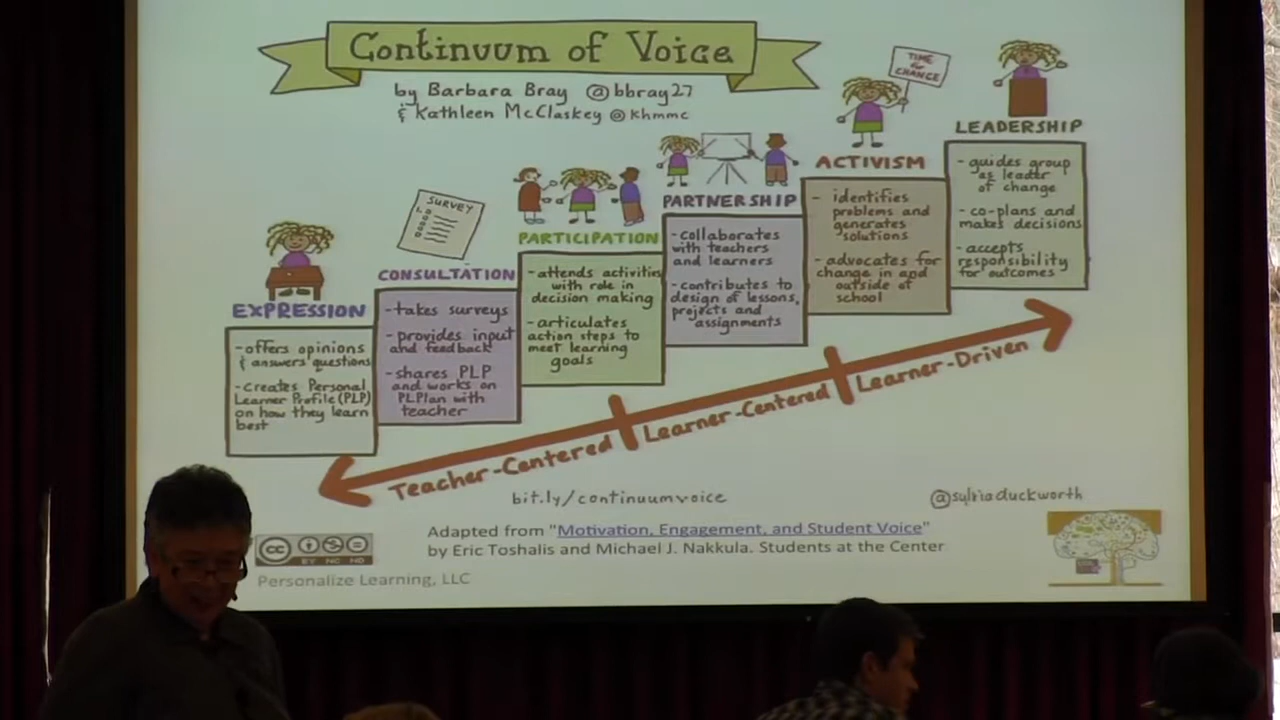 Continuum of Voice
by Barbara Bray @bbray27
& Kathleen McClaskey @khmmc
EXPRESSION
- offers opinions
& answers questions
- creates Personal
Learner Profile (PLP)
on how they learn
best
SURVEY
CONSULTATION
- takes surveys
- provides input
and feedback
- shares PLP
and works on
PLPlan with
teacher
PARTICIPATION
- attends activities
with role in
decision making
- articulates
action steps to
meet learning
goals
PARTNERSHIP
- collaborates
with teachers
and learners
- contributes to
design of lessons,
projects and
assignments
TIME for
CHANGE
ACTIVISM
- identifies
problems and
generates
solutions
- advocates for
change in and
outside of
school
LEADERSHIP
- guides group
as leader
of change
- co-plans and
makes decisions
- accepts
responsibility
for outcomes
Teacher-Centered
Learner-Centered
Learner-Driven
bit.ly/continuumvoice
@sylviaduckworth
Adapted from "Motivation, Engagement, and Student Voice"
by Eric Toshalis and Michael J. Nakkula. Students at the Center
cc
BY NC ND
Personalize Learning, LLC